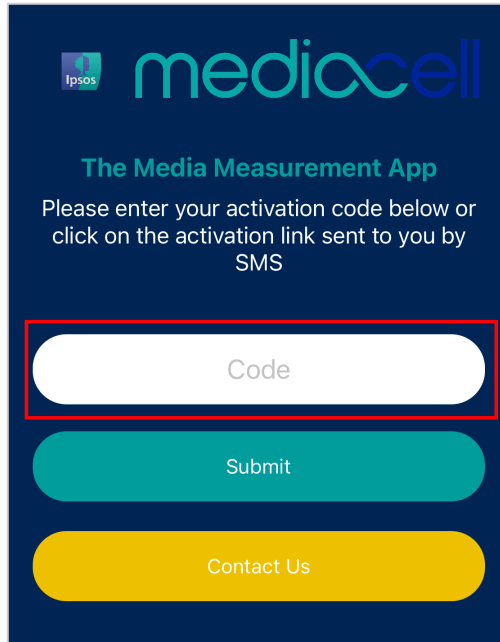 Ipsos
mediacell
The Media Measurement App
Please enter your activation code below or
click on the activation link sent to you by
SMS
Code
Submit
Contact Us